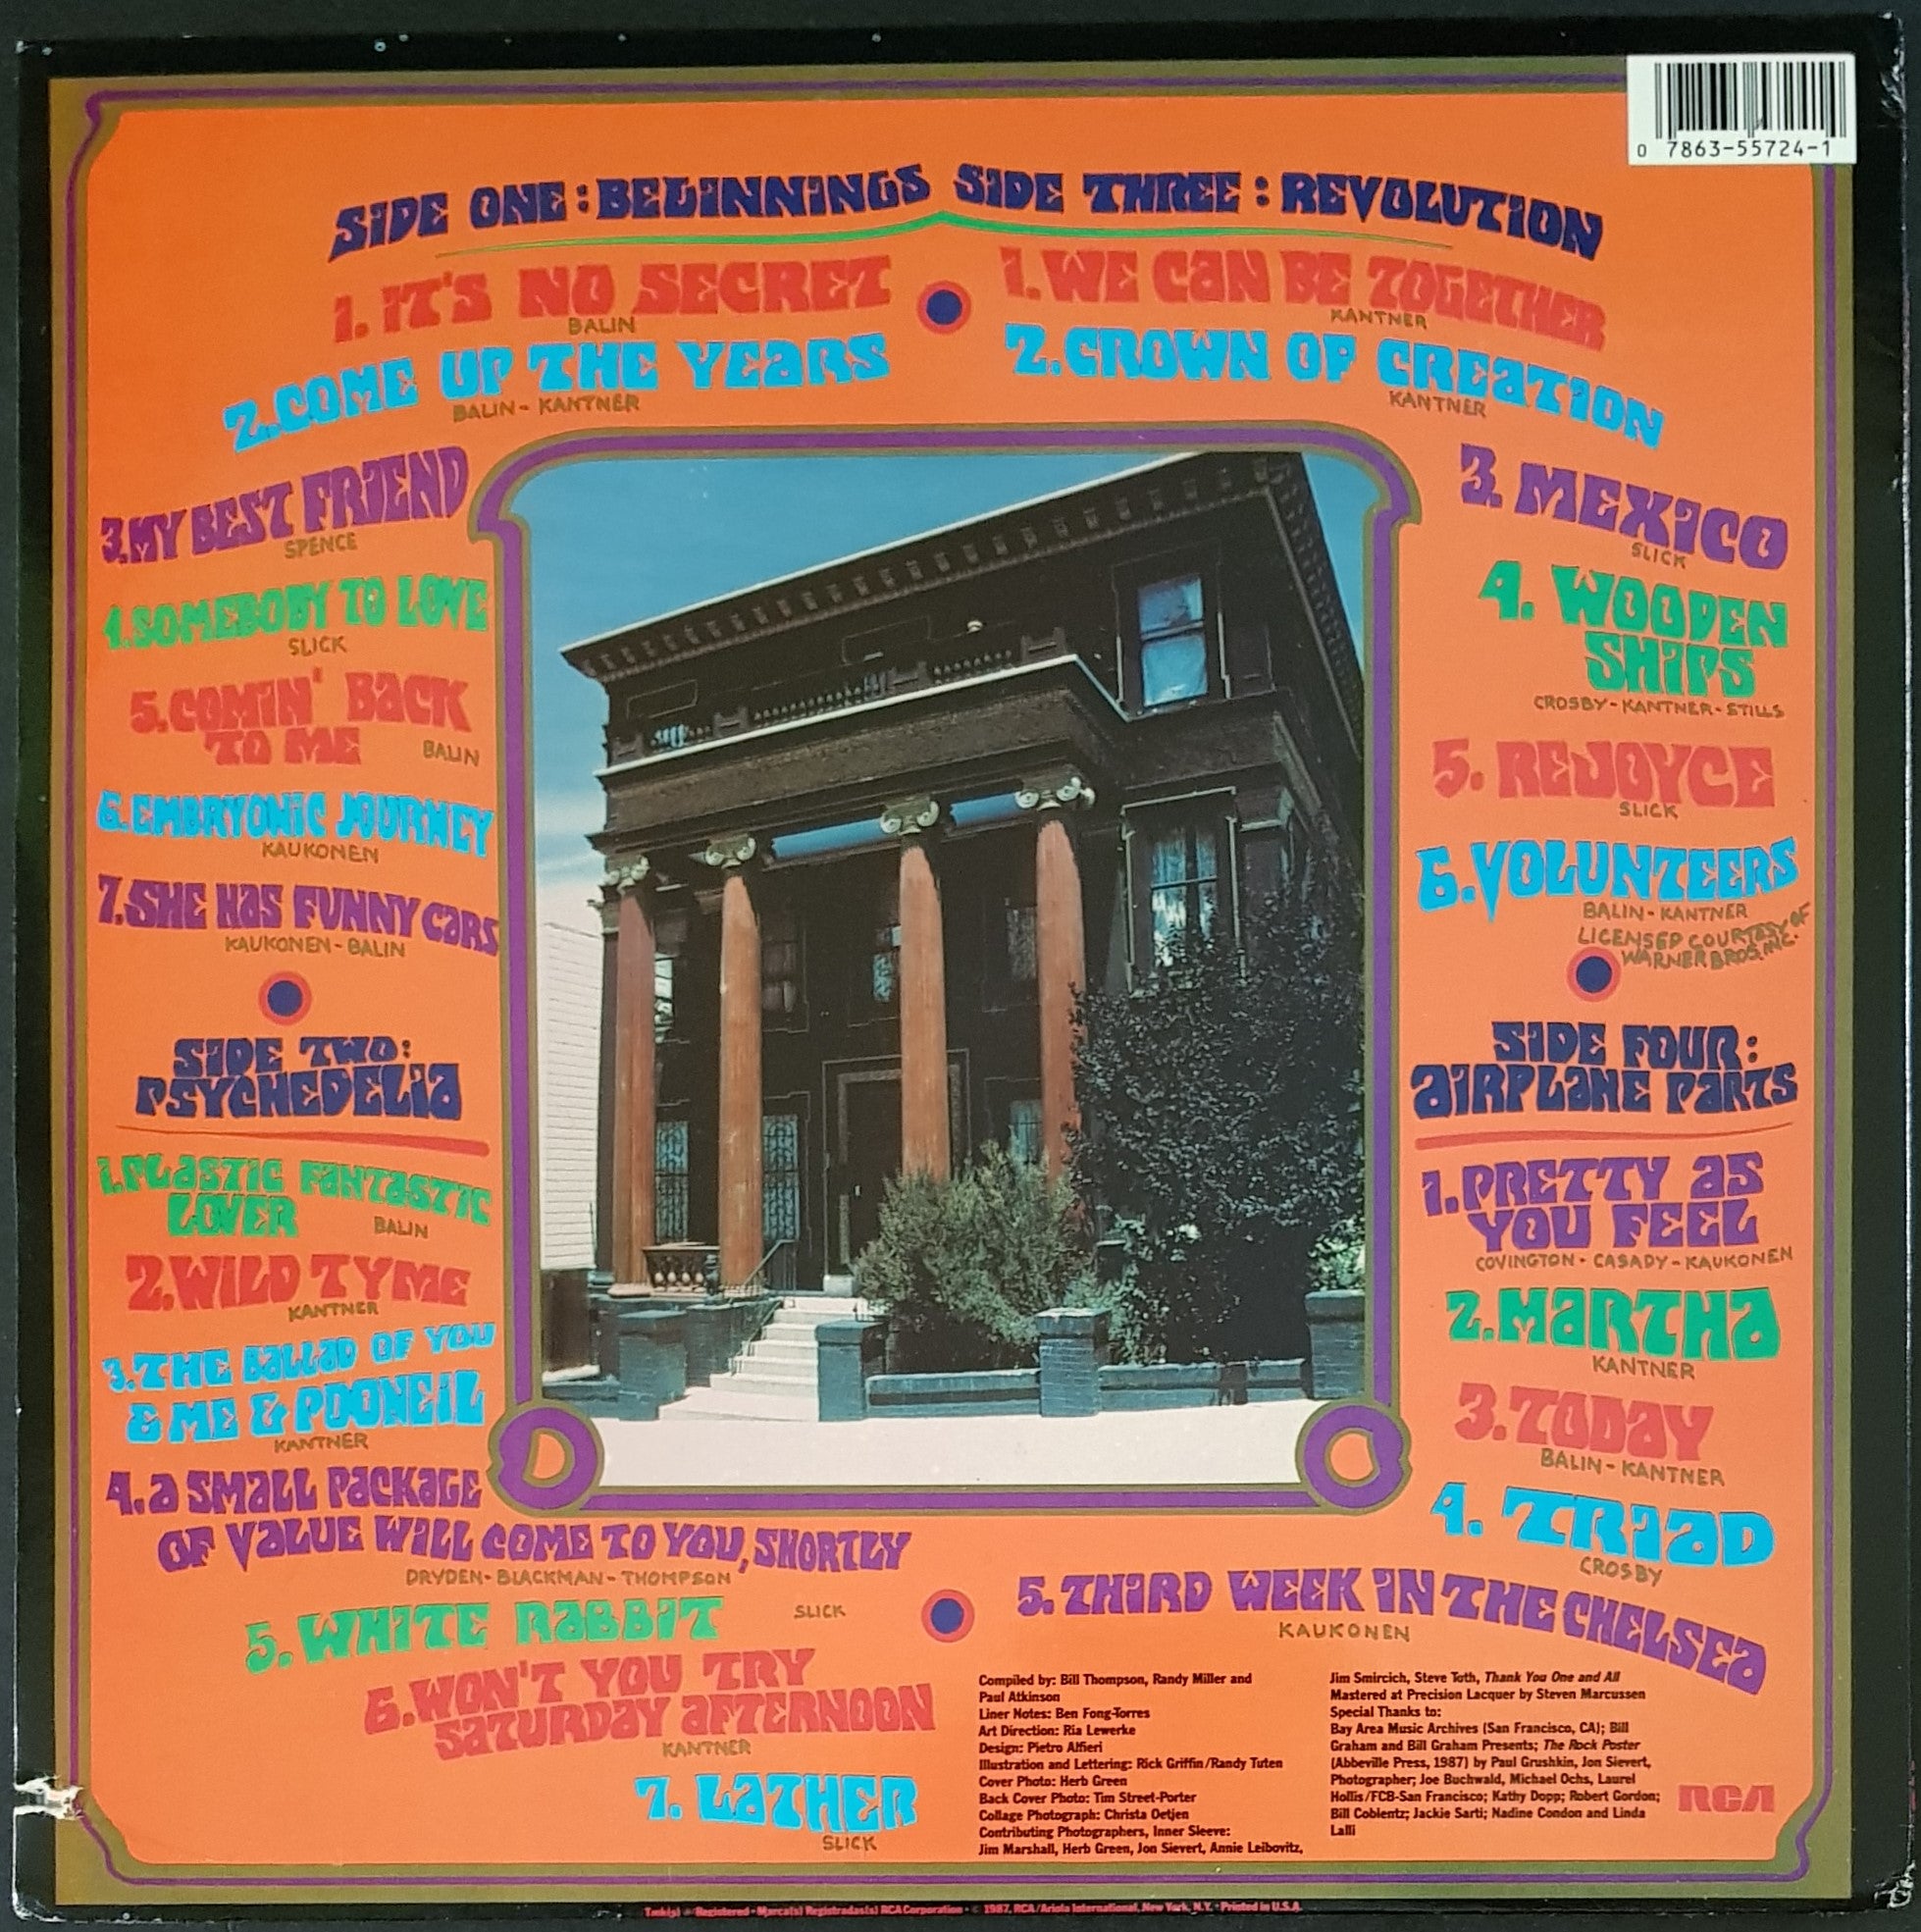 0 7863-55724-1
SIDE ONE: BEGINNINGS
1. IT'S NO SECRET
BALIN
2. COME UP THE YEARS
BALIN - KANTNER
3. MY BEST FRIEND
SPENCE
4. SOMEBODY TO LOVE
SLICK
5. COMIN' BACK
TO ME BALIN
6. EMBRYONIC JOURNEY
KAUKONEN
7. SHE HAS FUNNY CARS
KAUKONEN - BALIN
SIDE TWO:
PSYCHEDELIA
1. PLASTIC FANTASTIC
LOVER BALIN
2. WILD TYME
KANTNER
3. THE BALLAD OF YOU
& ME & POONEIL
KANTNER
4. A SMALL PACKAGE
OF VALUE WILL COME TO YOU, SHORTLY
DRYDEN - BLACKMAN - THOMPSON
5. WHITE RABBIT SLICK
6. WON'T YOU TRY
SATURDAY AFTERNOON
KANTNER
7. LATHER
SLICK
SIDE THREE: REVOLUTION
1. WE CAN BE TOGETHER
KANTNER
2. CROWN OF CREATION
KANTNER
3. MEXICO
SLICK
4. WOODEN
SHIPS
CROSBY - KANTNER - STILLS
5. REJOYCE
SLICK
6. VOLUNTEERS
BALIN - KANTNER
LICENSED COURTESY OF
WARNER BROS. INC.
SIDE FOUR:
AIRPLANE PARTS
1. PRETTY AS
YOU FEEL
COVINGTON - CASADY - KAUKONEN
2. MARTHA
KANTNER
3. TODAY
BALIN - KANTNER
4. TRIAD
CROSBY
5. THIRD WEEK IN THE CHELSEA
KAUKONEN
Compiled by: Bill Thompson, Randy Miller and
Paul Atkinson
Liner Notes: Ben Fong-Torres
Art Direction: Ria Lewerke
Design: Pietro Alfieri
Illustration and Lettering: Rick Griffin/Randy Tuten
Cover Photo: Herb Green
Back Cover Photo: Tim Street-Porter
Collage Photograph: Christa Oetjen
Contributing Photographers, Inner Sleeve:
Jim Marshall, Herb Green, Jon Sievert, Annie Leibovitz,
Jim Smircich, Steve Toth, Thank You One and All
Mastered at Precision Lacquer by Steven Marcussen
Special Thanks to:
Bay Area Music Archives (San Francisco, CA); Bill
Graham and Bill Graham Presents; The Rock Poster
(Abbeville Press, 1987) by Paul Grushkin, Jon Sievert,
Photographer; Joe Buchwald, Michael Ochs, Laurel
Hollis/FCB-San Francisco; Kathy Dopp; Robert Gordon;
Bill Coblentz; Jackie Sarti; Nadine Condon and Linda
Lalli
RCA
Tmk(s) ® Registered • Marca(s) Registradas(s) RCA Corporation • © 1987, RCA/Ariola International, New York, N.Y. • Printed in U.S.A.